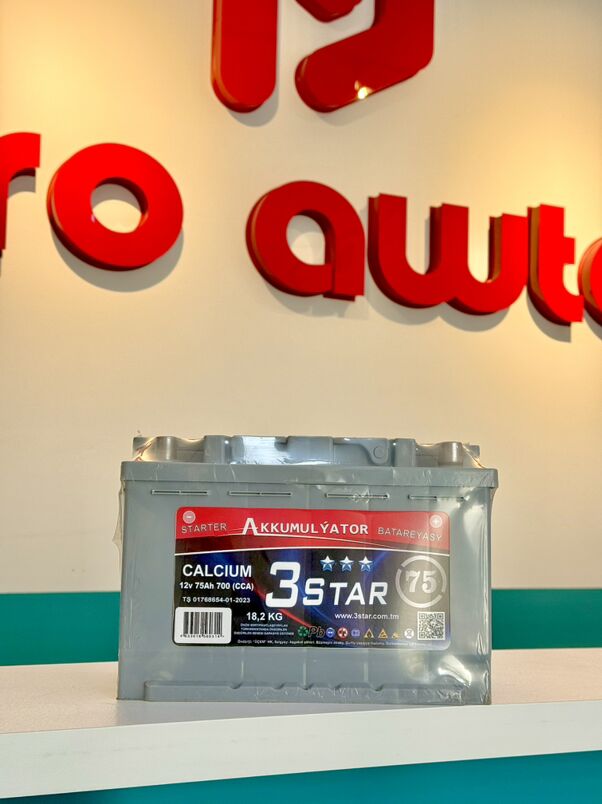 ro awto
STARTER AKKUMULÝATOR BATAREÝASY
CALCIUM
12v 75Ah 700 (CCA)
TŞ 01768654-01-2023
18,2 KG
3STAR
75
www.3star.com.tm
Pb